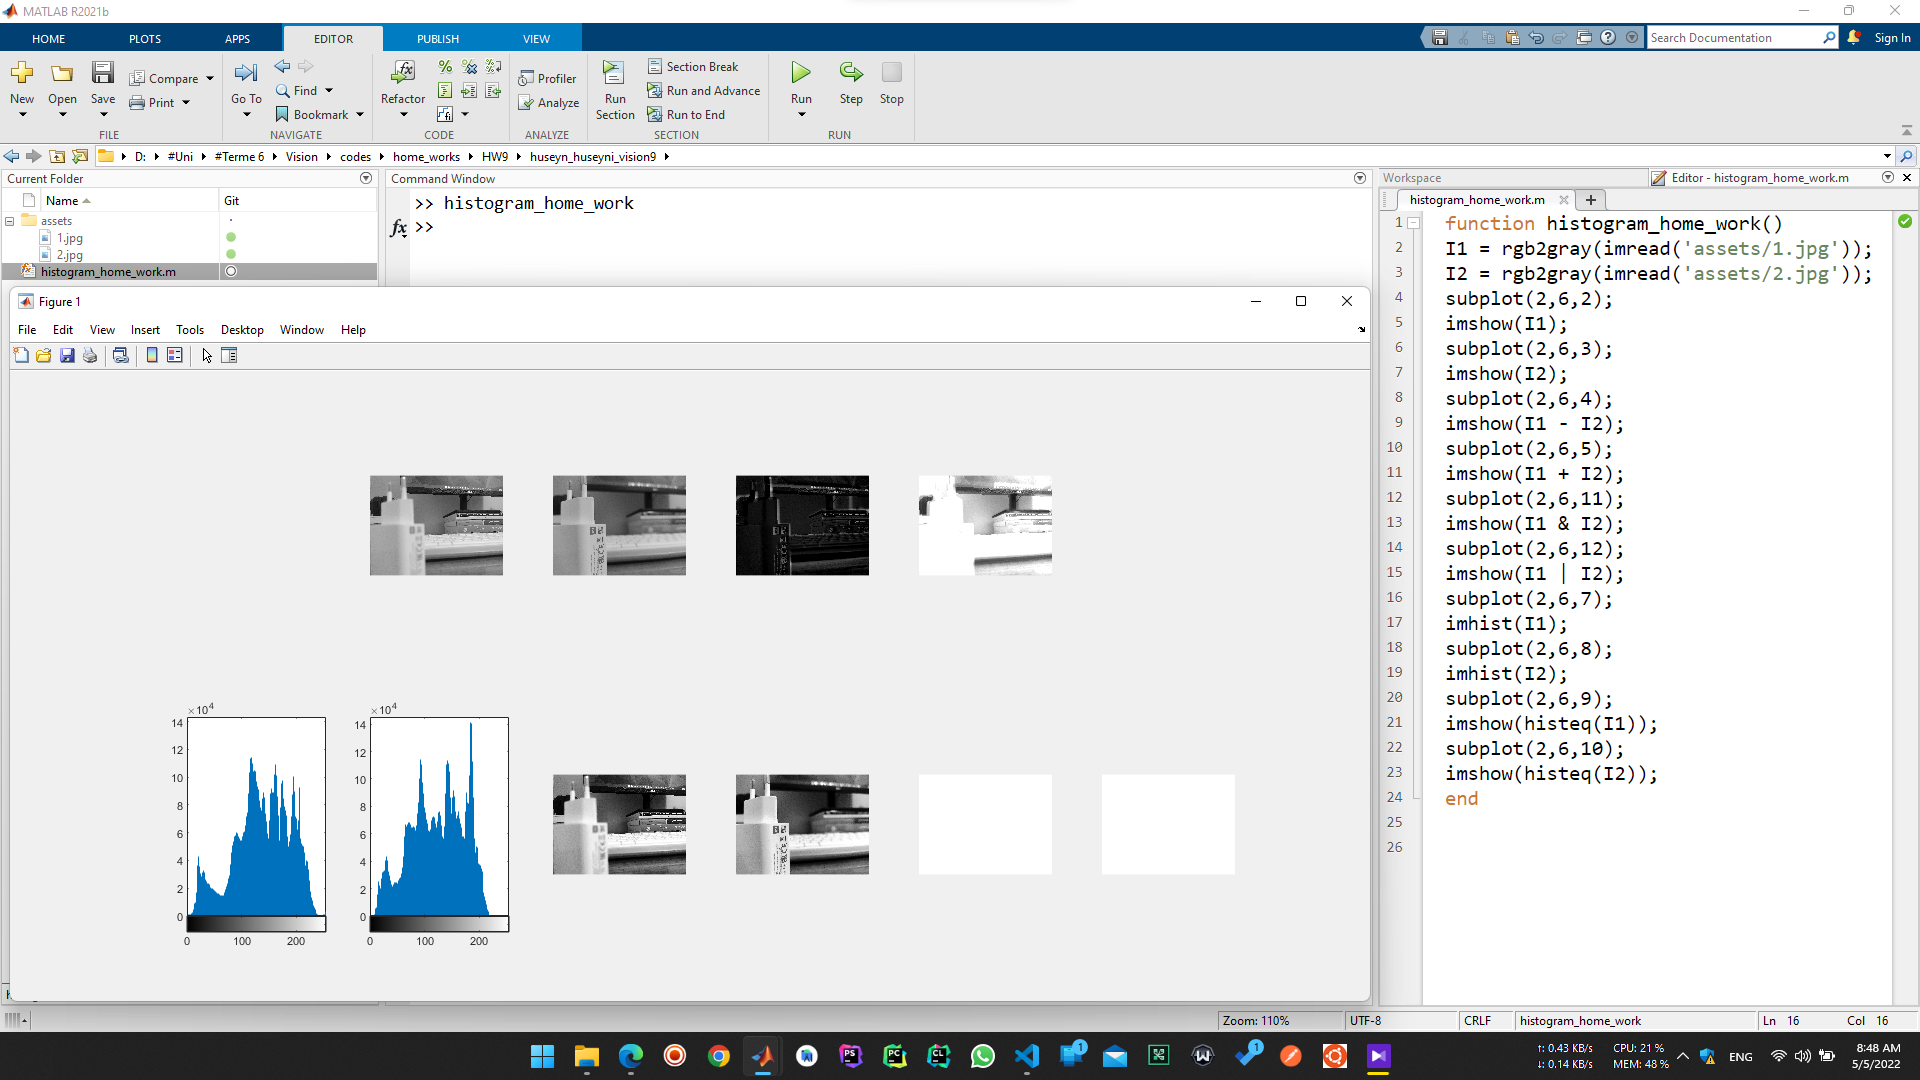 MATLAB R2021b
HOME PLOTS APPS EDITOR PUBLISH VIEW
Search Documentation
Sign In
New Open Save
Compare
Print
FILE
Go To
Find
Bookmark
NAVIGATE
Refactor
CODE
Profiler
Analyze
ANALYZE
Run Section
Section Break
Run and Advance
Run to End
SECTION
Run Step Stop
RUN
D: #Uni #Terme 6 Vision codes home_works HW9 huseyn_huseyni_vision9
Current Folder
Name Git
assets
1.jpg
2.jpg
histogram_home_work.m
Command Window
>> histogram_home_work
fx >>
Workspace
Editor - histogram_home_work.m
histogram_home_work.m
1 function histogram_home_work()
2 I1 = rgb2gray(imread('assets/1.jpg'));
3 I2 = rgb2gray(imread('assets/2.jpg'));
4 subplot(2,6,2);
5 imshow(I1);
6 subplot(2,6,3);
7 imshow(I2);
8 subplot(2,6,4);
9 imshow(I1 - I2);
10 subplot(2,6,5);
11 imshow(I1 + I2);
12 subplot(2,6,11);
13 imshow(I1 & I2);
14 subplot(2,6,12);
15 imshow(I1 | I2);
16 subplot(2,6,7);
17 imhist(I1);
18 subplot(2,6,8);
19 imhist(I2);
20 subplot(2,6,9);
21 imshow(histeq(I1));
22 subplot(2,6,10);
23 imshow(histeq(I2));
24 end
25
26
Figure 1
File Edit View Insert Tools Desktop Window Help
×10^4
14
12
10
8
6
4
2
0
0 100 200
×10^4
14
12
10
8
6
4
2
0
0 100 200
Zoom: 110% UTF-8 CRLF histogram_home_work Ln 16 Col 16
PS PC CL 1 1
↑: 0.43 KB/s
↓: 0.14 KB/s
CPU: 21 %
MEM: 48 %
ENG
8:48 AM
5/5/2022